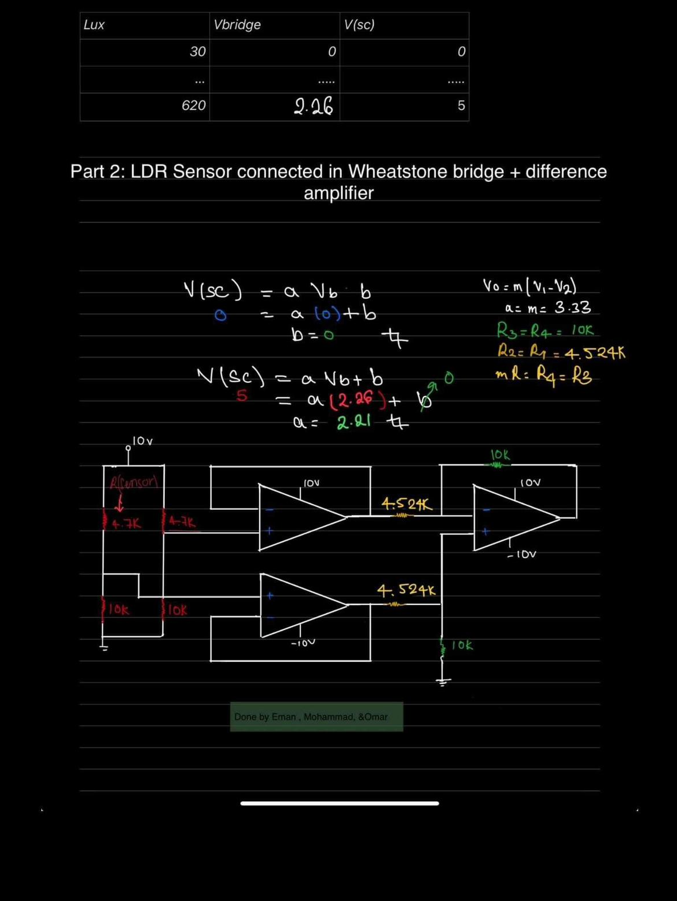 Lux Vbridge V(sc)
30 0 0
... ..... .....
620 2.26 5
Part 2: LDR Sensor connected in Wheatstone bridge + difference
amplifier
V(sc) = a Vb · b
0 = a (0) + b
b = 0
V(sc) = a Vb + b
5 = a (2.26) + b 0
a = 2.21
Vo = m(V1-V2)
a = m = 3.33
R3 = R4 = 10K
R2 = R1 = 4.524K
mR = R4 = R3
10v
R(sensor)
4.7K 4.7K
10K 10K
10v
- +
4.524K
10K
10v
- +
-10v
+ -
-10v
4.524K
10K
Done by Eman , Mohammad, &Omar